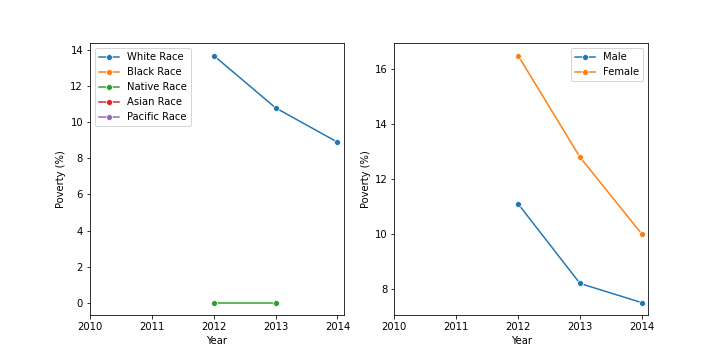 14
12
10
8
6
4
2
0
Poverty (%)
White Race
Black Race
Native Race
Asian Race
Pacific Race
2010 2011 2012 2013 2014
Year
16
14
12
10
8
Poverty (%)
Male
Female
2010 2011 2012 2013 2014
Year